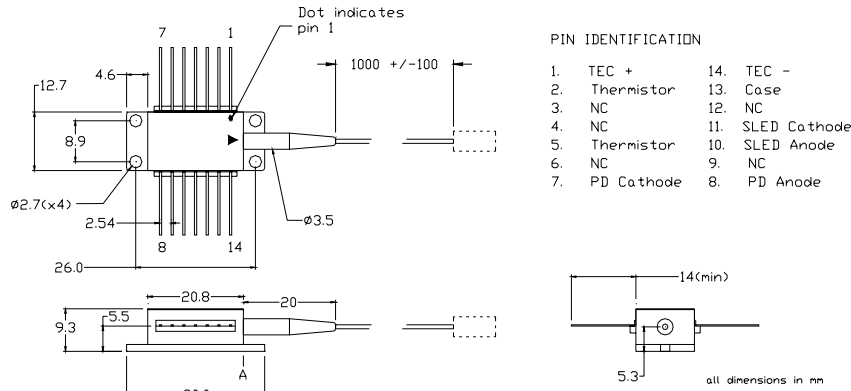 Dot indicates
pin 1
7
1
4.6
12.7
8.9
Ø2.7(x4)
2.54
8
14
26.0
1000 +/-100
Ø3.5
PIN IDENTIFICATION
1. TEC + 14. TEC -
2. Thermistor 13. Case
3. NC 12. NC
4. NC 11. SLED Cathode
5. Thermistor 10. SLED Anode
6. NC 9. NC
7. PD Cathode 8. PD Anode
20.8
20
9.3
5.5
A
14(min)
5.3
all dimensions in mm